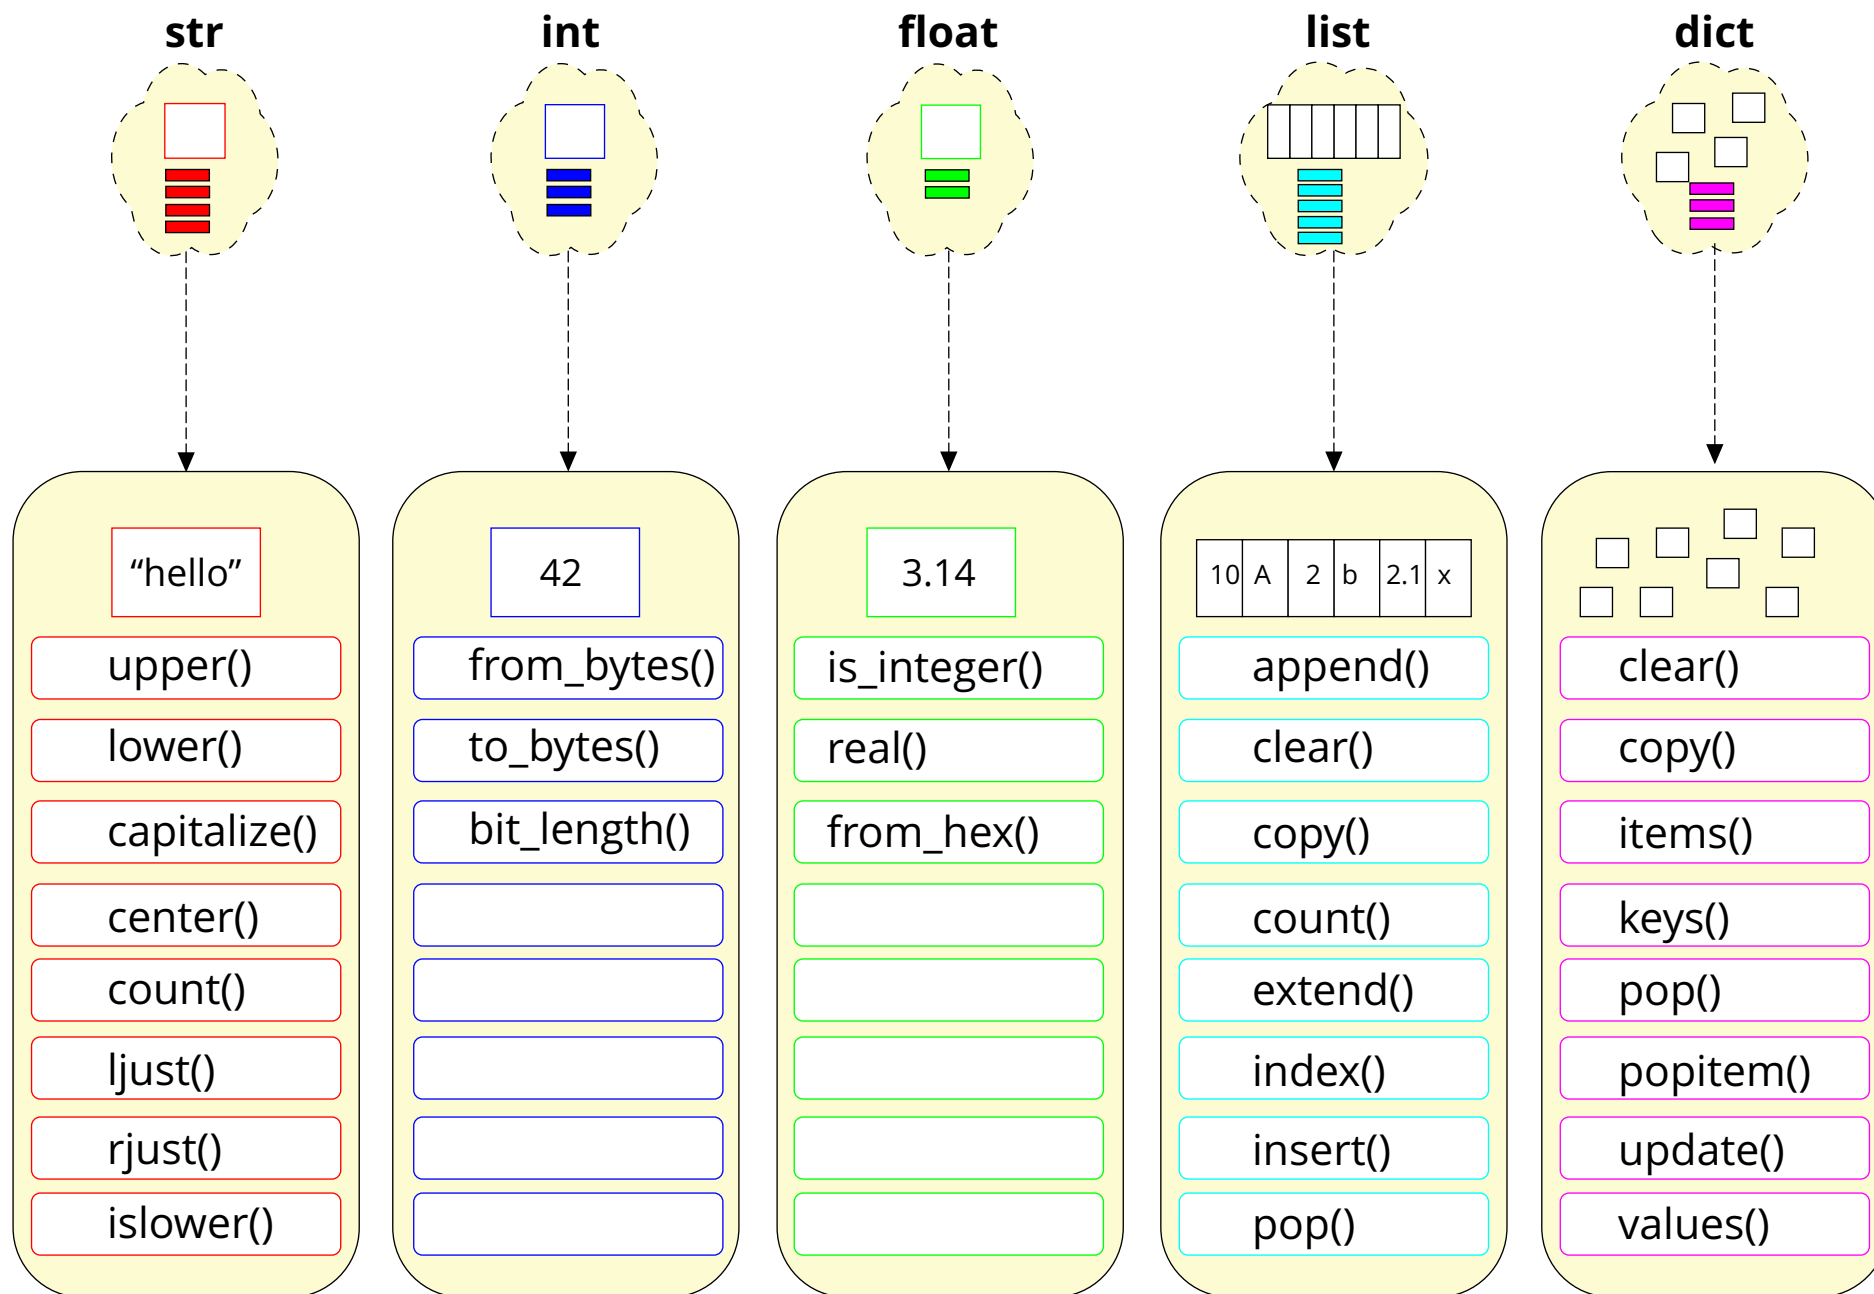 str
int
float
list
dict
“hello”
upper()
lower()
capitalize()
center()
count()
ljust()
rjust()
islower()
42
from_bytes()
to_bytes()
bit_length()
3.14
is_integer()
real()
from_hex()
10 A 2 b 2.1 x
append()
clear()
copy()
count()
extend()
index()
insert()
pop()
clear()
copy()
items()
keys()
pop()
popitem()
update()
values()